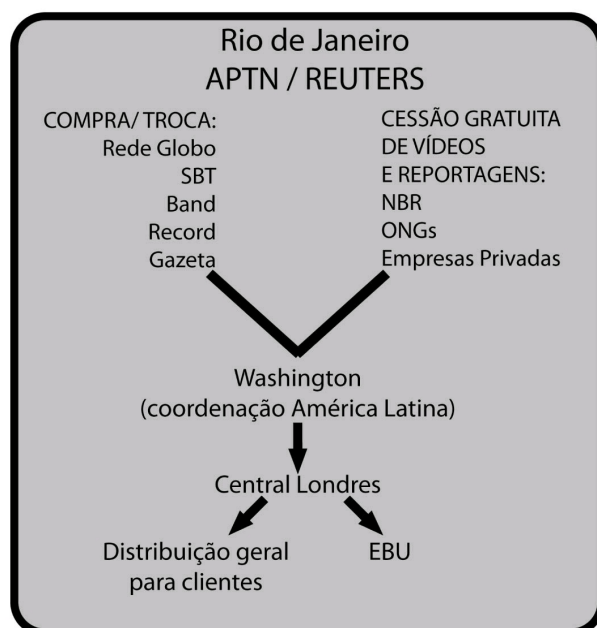 Rio de Janeiro
APTN / REUTERS
COMPRA/ TROCA:
Rede Globo
SBT
Band
Record
Gazeta
CESSÃO GRATUITA
DE VÍDEOS
E REPORTAGENS:
NBR
ONGs
Empresas Privadas
Washington
(coordenação América Latina)
Central Londres
Distribuição geral
para clientes
EBU